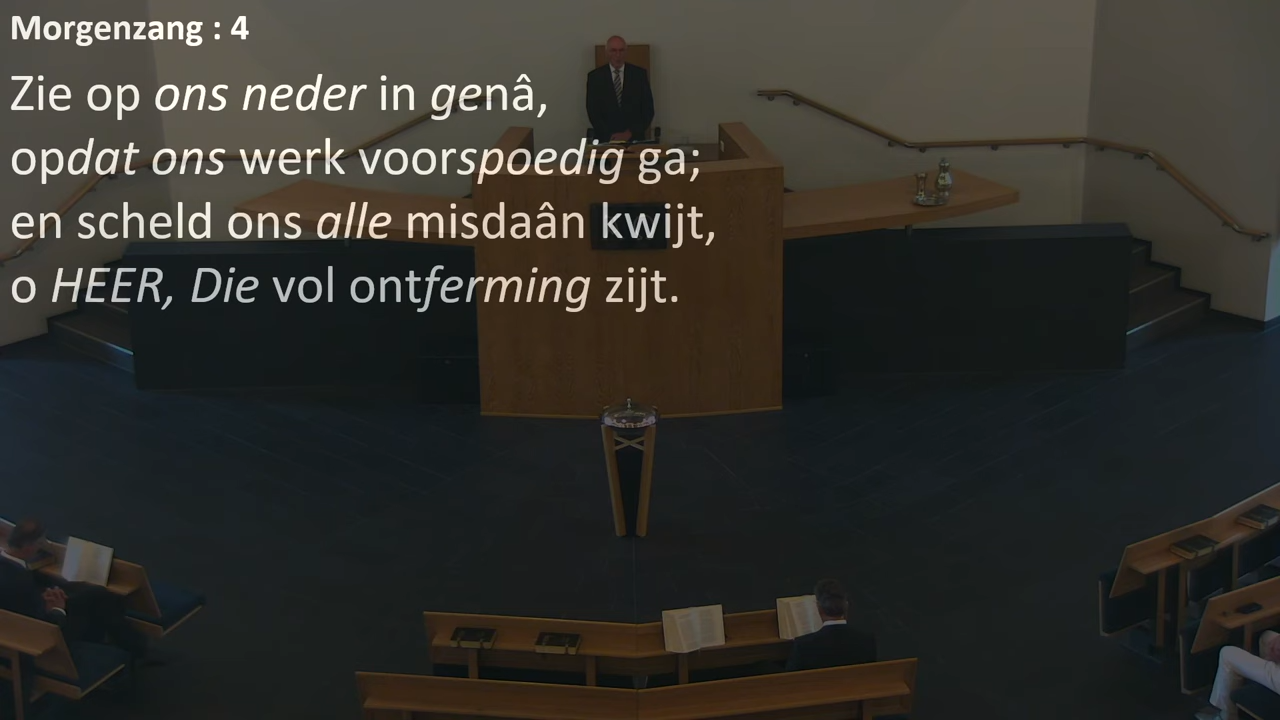 Morgenzang : 4
Zie op ons neder in genâ,
opdat ons werk voorspoedig ga;
en scheld ons alle misdaân kwijt,
o HEER, Die vol ontferming zijt.